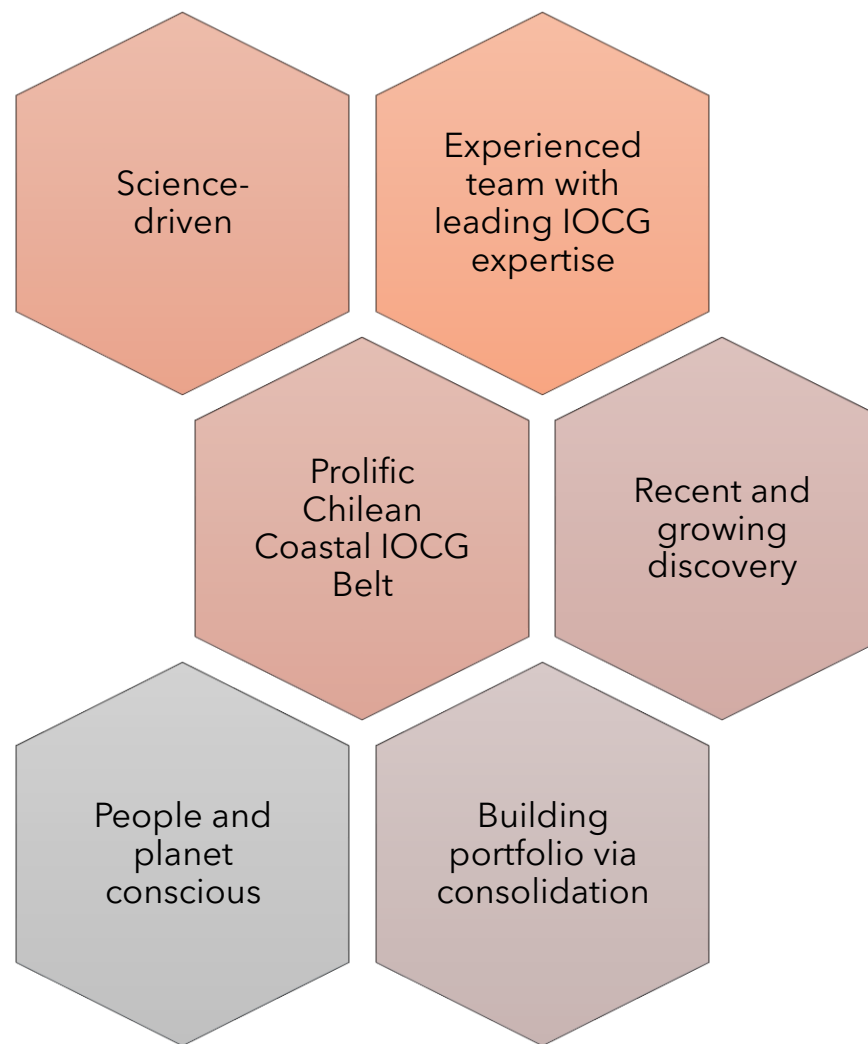 Science-
driven
Experienced
team with
leading IOCG
expertise
Prolific
Chilean
Coastal IOCG
Belt
Recent and
growing
discovery
People and
planet
conscious
Building
portfolio via
consolidation